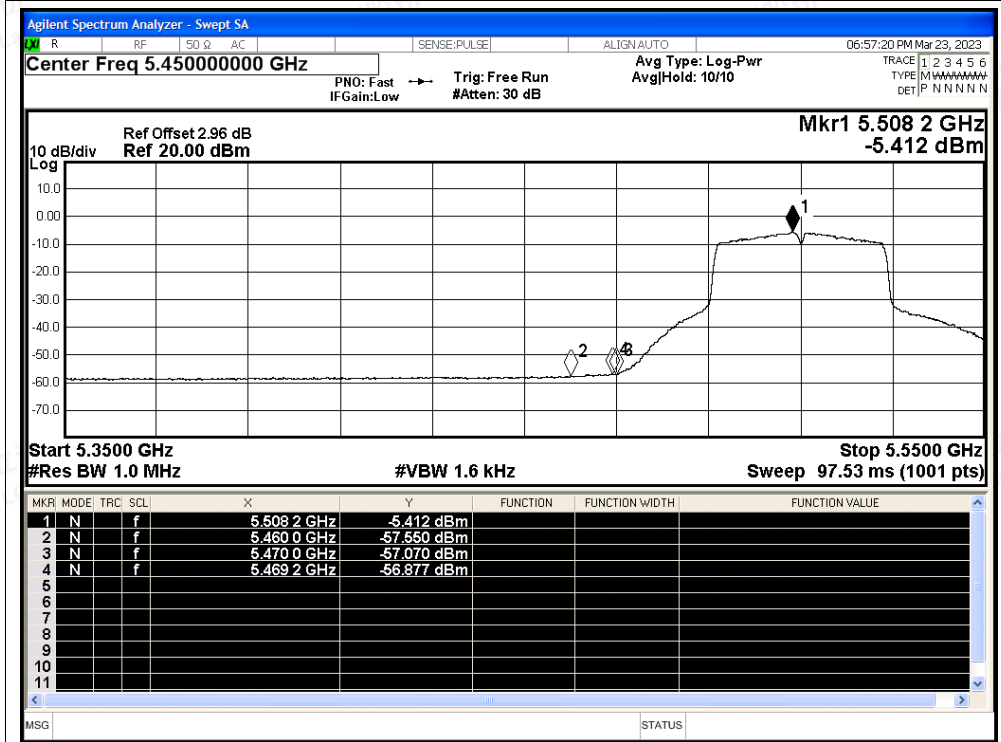 Agilent Spectrum Analyzer - Swept SA
LXI R RF 50 Ω AC SENSE:PULSE ALIGN AUTO 06:57:20 PM Mar 23, 2023
Center Freq 5.450000000 GHz Avg Type: Log-Pwr TRACE 1 2 3 4 5 6
PNO: Fast Trig: Free Run Avg|Hold: 10/10 TYPE M
IFGain:Low #Atten: 30 dB DET P N N N N N
Mkr1 5.508 2 GHz
Ref Offset 2.96 dB
10 dB/div Ref 20.00 dBm -5.412 dBm
Log
10.0
1
0.00
-10.0
-20.0
-30.0
-40.0
2 4 3
-50.0
-60.0
-70.0
Start 5.3500 GHz Stop 5.5500 GHz
#Res BW 1.0 MHz #VBW 1.6 kHz Sweep 97.53 ms (1001 pts)
MKR MODE TRC SCL X Y FUNCTION FUNCTION WIDTH FUNCTION VALUE
1 N f 5.508 2 GHz -5.412 dBm
2 N f 5.460 0 GHz -57.550 dBm
3 N f 5.470 0 GHz -57.070 dBm
4 N f 5.469 2 GHz -56.877 dBm
5
6
7
8
9
10
11
MSG STATUS